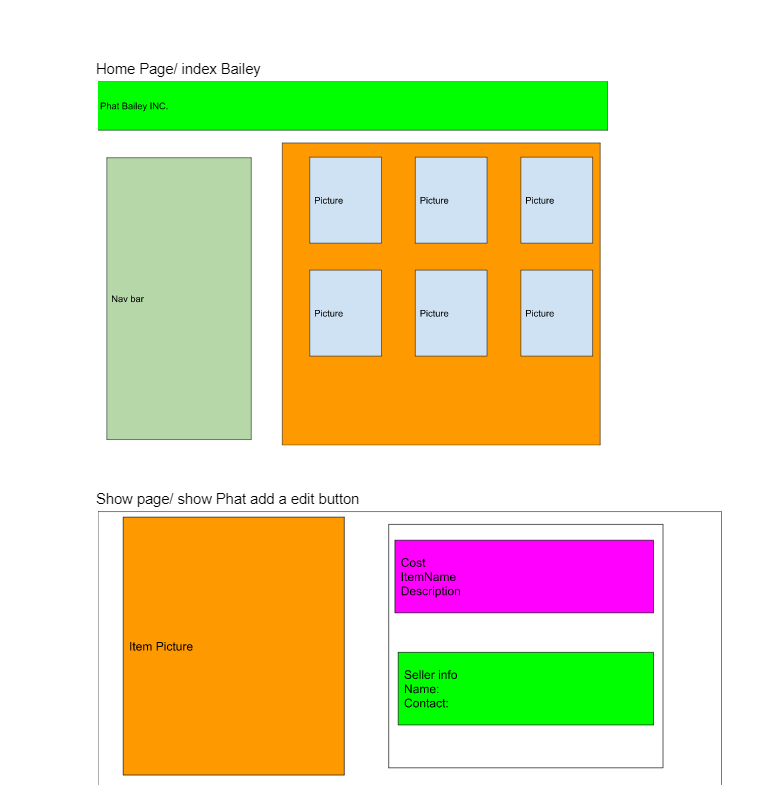 Home Page/ index Bailey
Phat Bailey INC.
Nav bar
Picture
Picture
Picture
Picture
Picture
Picture
Show page/ show Phat add a edit button
Item Picture
Cost
ItemName
Description
Seller info
Name:
Contact: